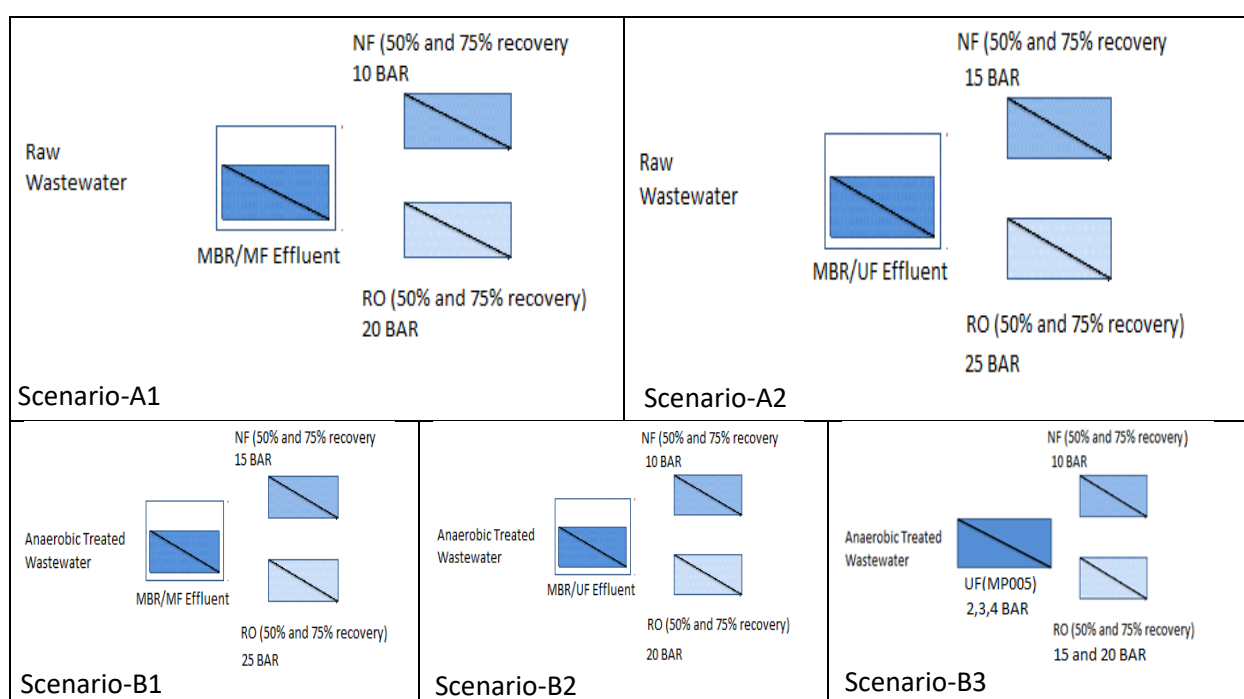 NF (50% and 75% recovery
10 BAR
Raw
Wastewater
MBR/MF Effluent
RO (50% and 75% recovery)
20 BAR
Scenario-A1
NF (50% and 75% recovery
15 BAR
Raw
Wastewater
MBR/UF Effluent
RO (50% and 75% recovery)
25 BAR
Scenario-A2
NF (50% and 75% recovery
15 BAR
Anaerobic Treated
Wastewater
MBR/MF Effluent
RO (50% and 75% recovery)
25 BAR
Scenario-B1
NF (50% and 75% recovery
10 BAR
Anaerobic Treated
Wastewater
MBR/UF Effluent
RO (50% and 75% recovery)
20 BAR
Scenario-B2
NF (50% and 75% recovery)
10 BAR
Anaerobic Treated
Wastewater
UF(MP005)
2,3,4 BAR
RO (50% and 75% recovery)
15 and 20 BAR
Scenario-B3